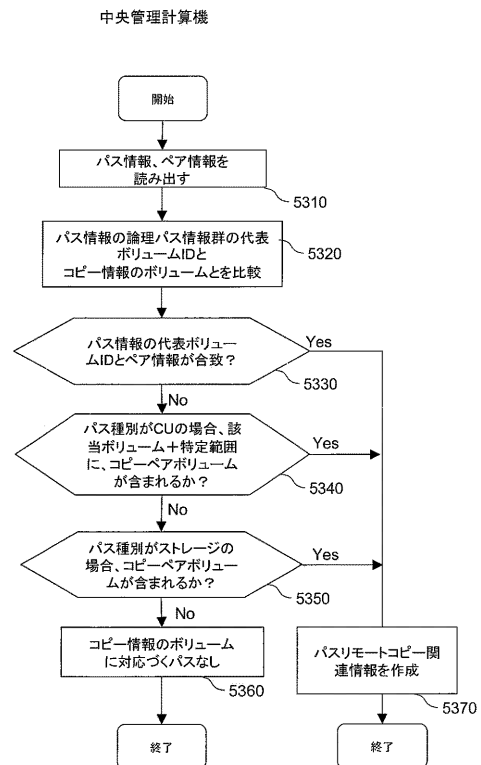 中央管理計算機
開始
パス情報、ペア情報を
読み出す
5310
パス情報の論理パス情報群の代表
ボリュームIDと
コピー情報のボリュームとを比較
5320
パス情報の代表ボリュー
ムIDとペア情報が合致？
Yes
5330
No
パス種別がCUの場合、該
当ボリューム＋特定範囲
に、コピーペアボリューム
が含まれるか？
Yes
5340
No
パス種別がストレージの
場合、コピーペアボリュー
ムが含まれるか？
Yes
5350
No
コピー情報のボリューム
に対応づくパスなし
5360
パスリモートコピー関
連情報を作成
5370
終了
終了